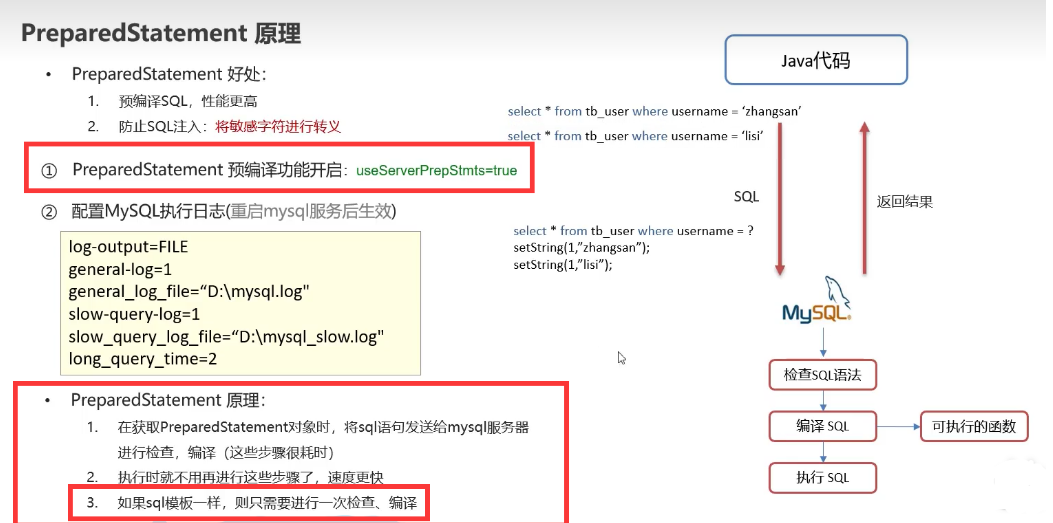 PreparedStatement 原理
• PreparedStatement 好处：
1. 预编译SQL，性能更高
2. 防止SQL注入：将敏感字符进行转义
① PreparedStatement 预编译功能开启：useServerPrepStmts=true
② 配置MySQL执行日志(重启mysql服务后生效)
log-output=FILE
general-log=1
general_log_file=“D:\mysql.log"
slow-query-log=1
slow_query_log_file=“D:\mysql_slow.log"
long_query_time=2
• PreparedStatement 原理：
1. 在获取PreparedStatement对象时，将sql语句发送给mysql服务器
进行检查，编译（这些步骤很耗时）
2. 执行时就不用再进行这些步骤了，速度更快
3. 如果sql模板一样，则只需要进行一次检查、编译
Java代码
select * from tb_user where username = ‘zhangsan’
select * from tb_user where username = ‘lisi’
SQL
返回结果
select * from tb_user where username = ?
setString(1,”zhangsan”);
setString(1,”lisi”);
MySQL
检查SQL语法
编译 SQL
可执行的函数
执行 SQL